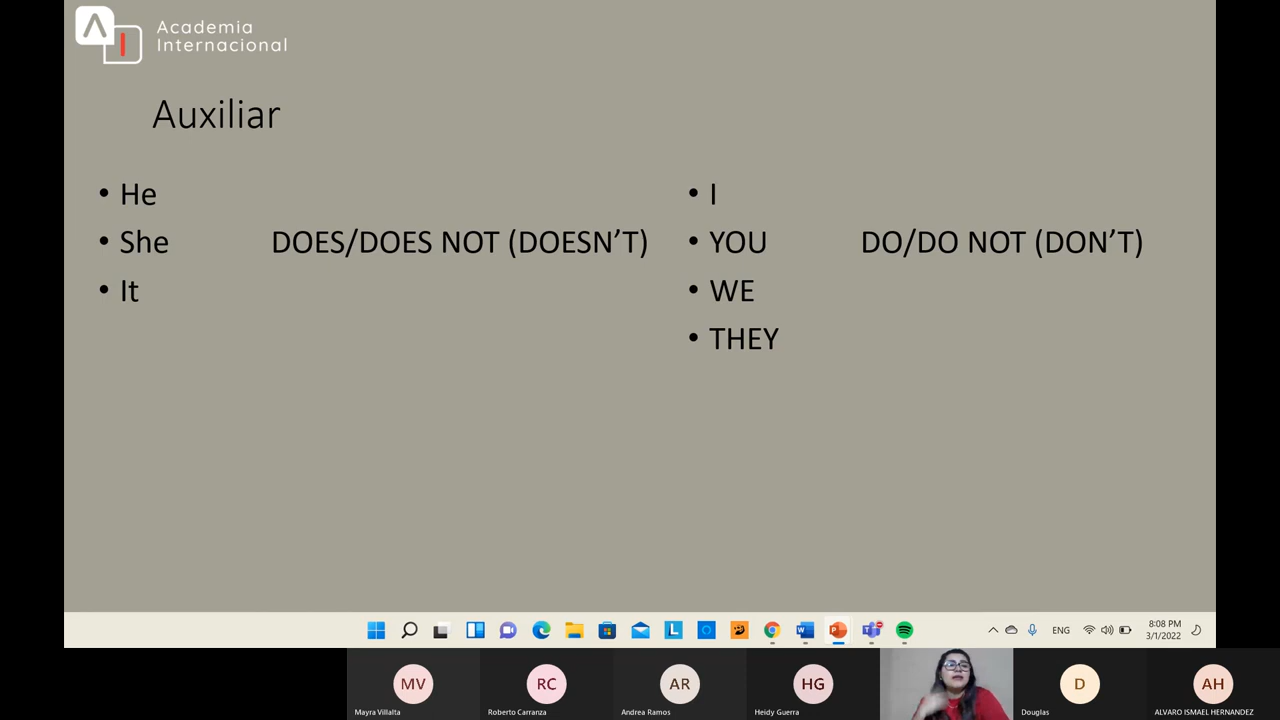 Academia
Internacional
Auxiliar
• He
• She DOES/DOES NOT (DOESN’T)
• It
• I
• YOU DO/DO NOT (DON’T)
• WE
• THEY
ENG
8:08 PM
3/1/2022
MV
Mayra Villalta
RC
Roberto Carranza
AR
Andrea Ramos
HG
Heidy Guerra
D
Douglas
AH
ALVARO ISMAEL HERNANDEZ